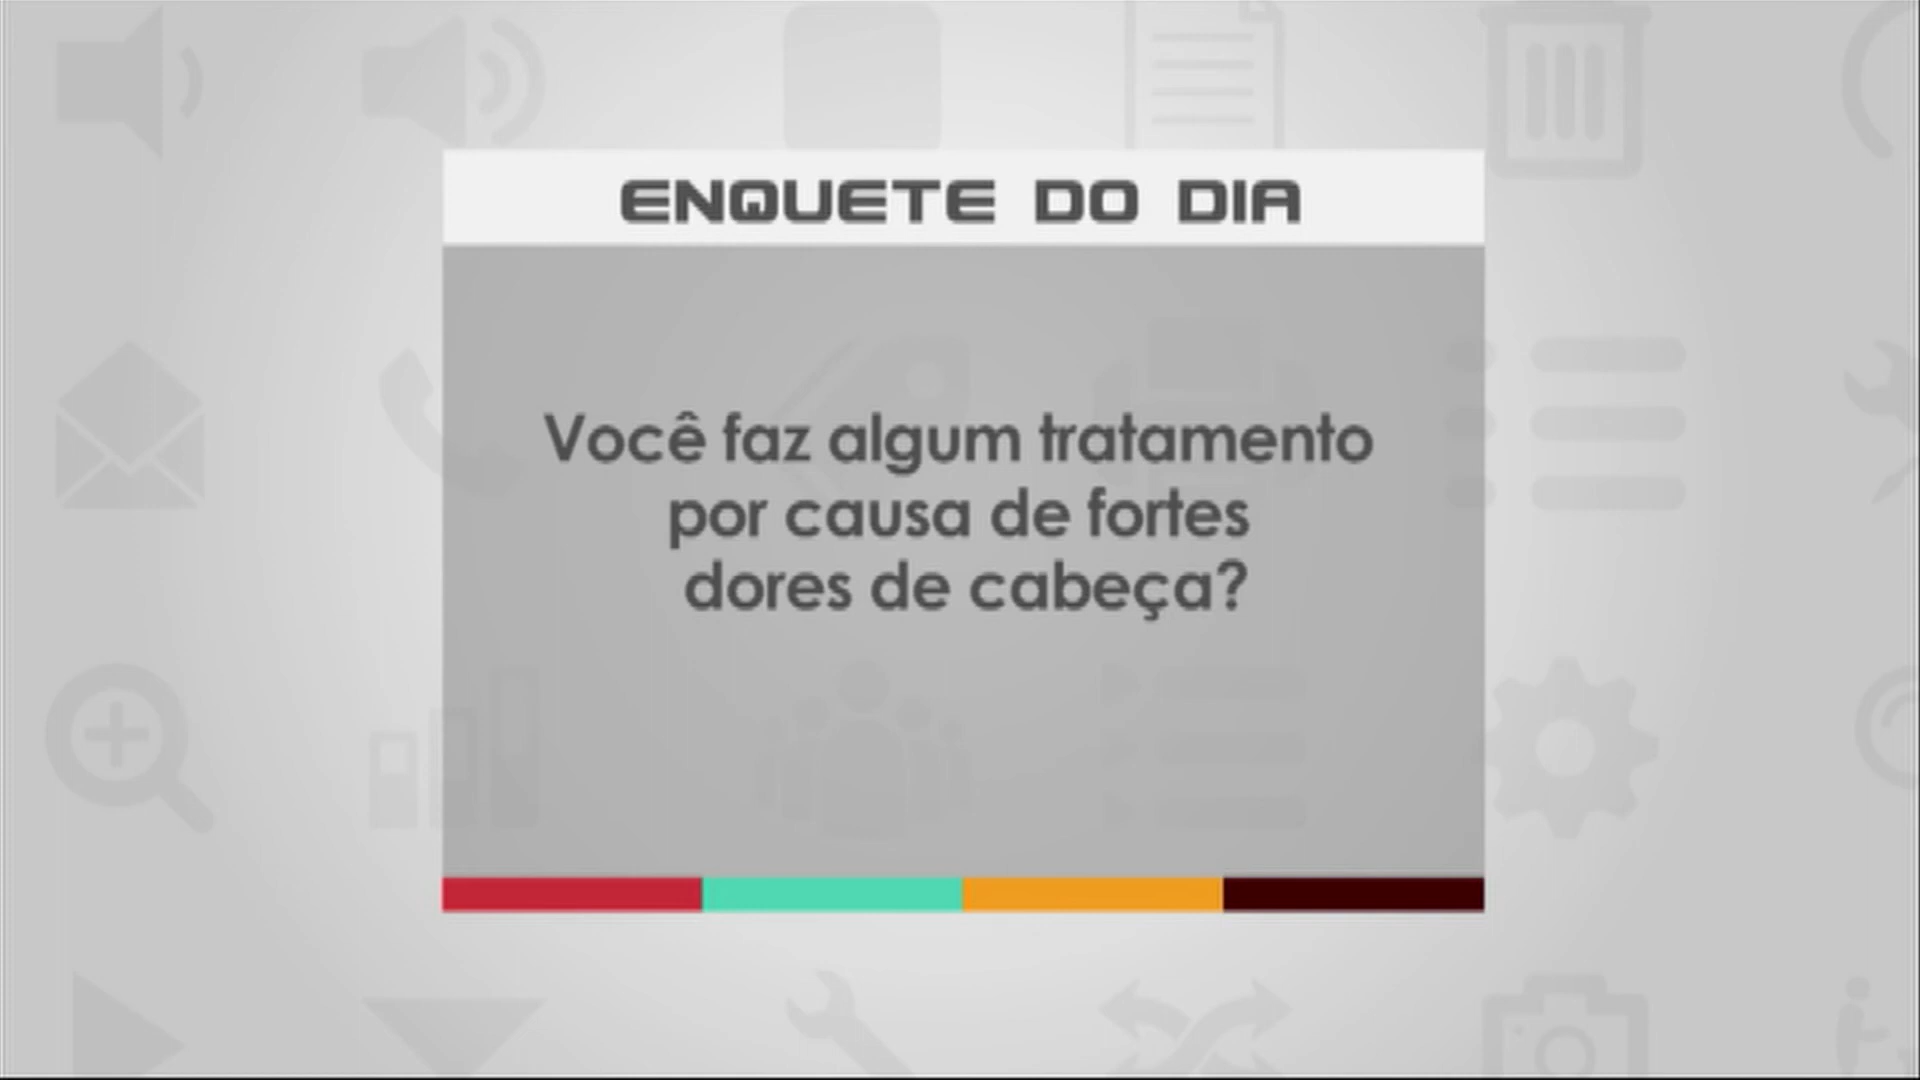 ENQUETE DO DIA
Você faz algum tratamento
por causa de fortes
dores de cabeça?